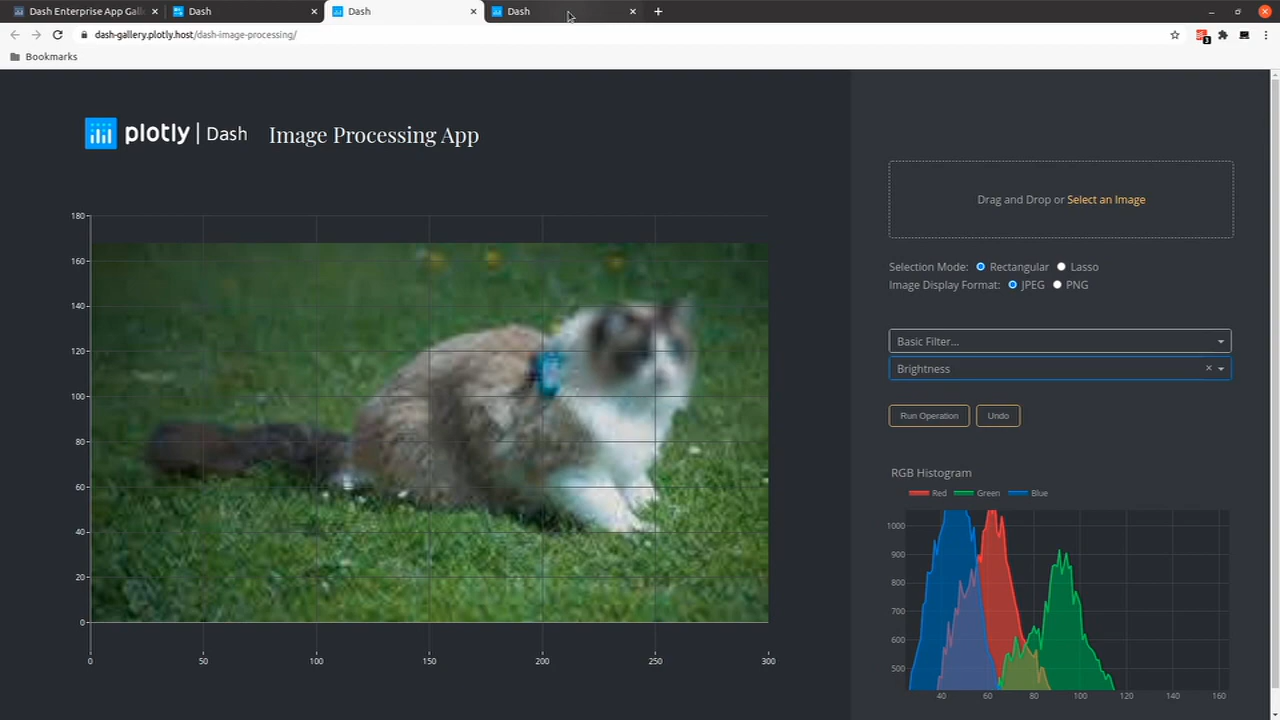 Dash Enterprise App Gall
Dash
Dash
Dash
dash-gallery.plotly.host/dash-image-processing/
3
Bookmarks
plotly | Dash Image Processing App
Drag and Drop or Select an Image
Selection Mode: Rectangular Lasso
Image Display Format: JPEG PNG
Basic Filter...
Brightness
Run Operation Undo
RGB Histogram
Red Green Blue
180
160
140
120
100
80
60
40
20
0
0 50 100 150 200 250 300
1000
900
800
700
600
500
40 60 80 100 120 140 160